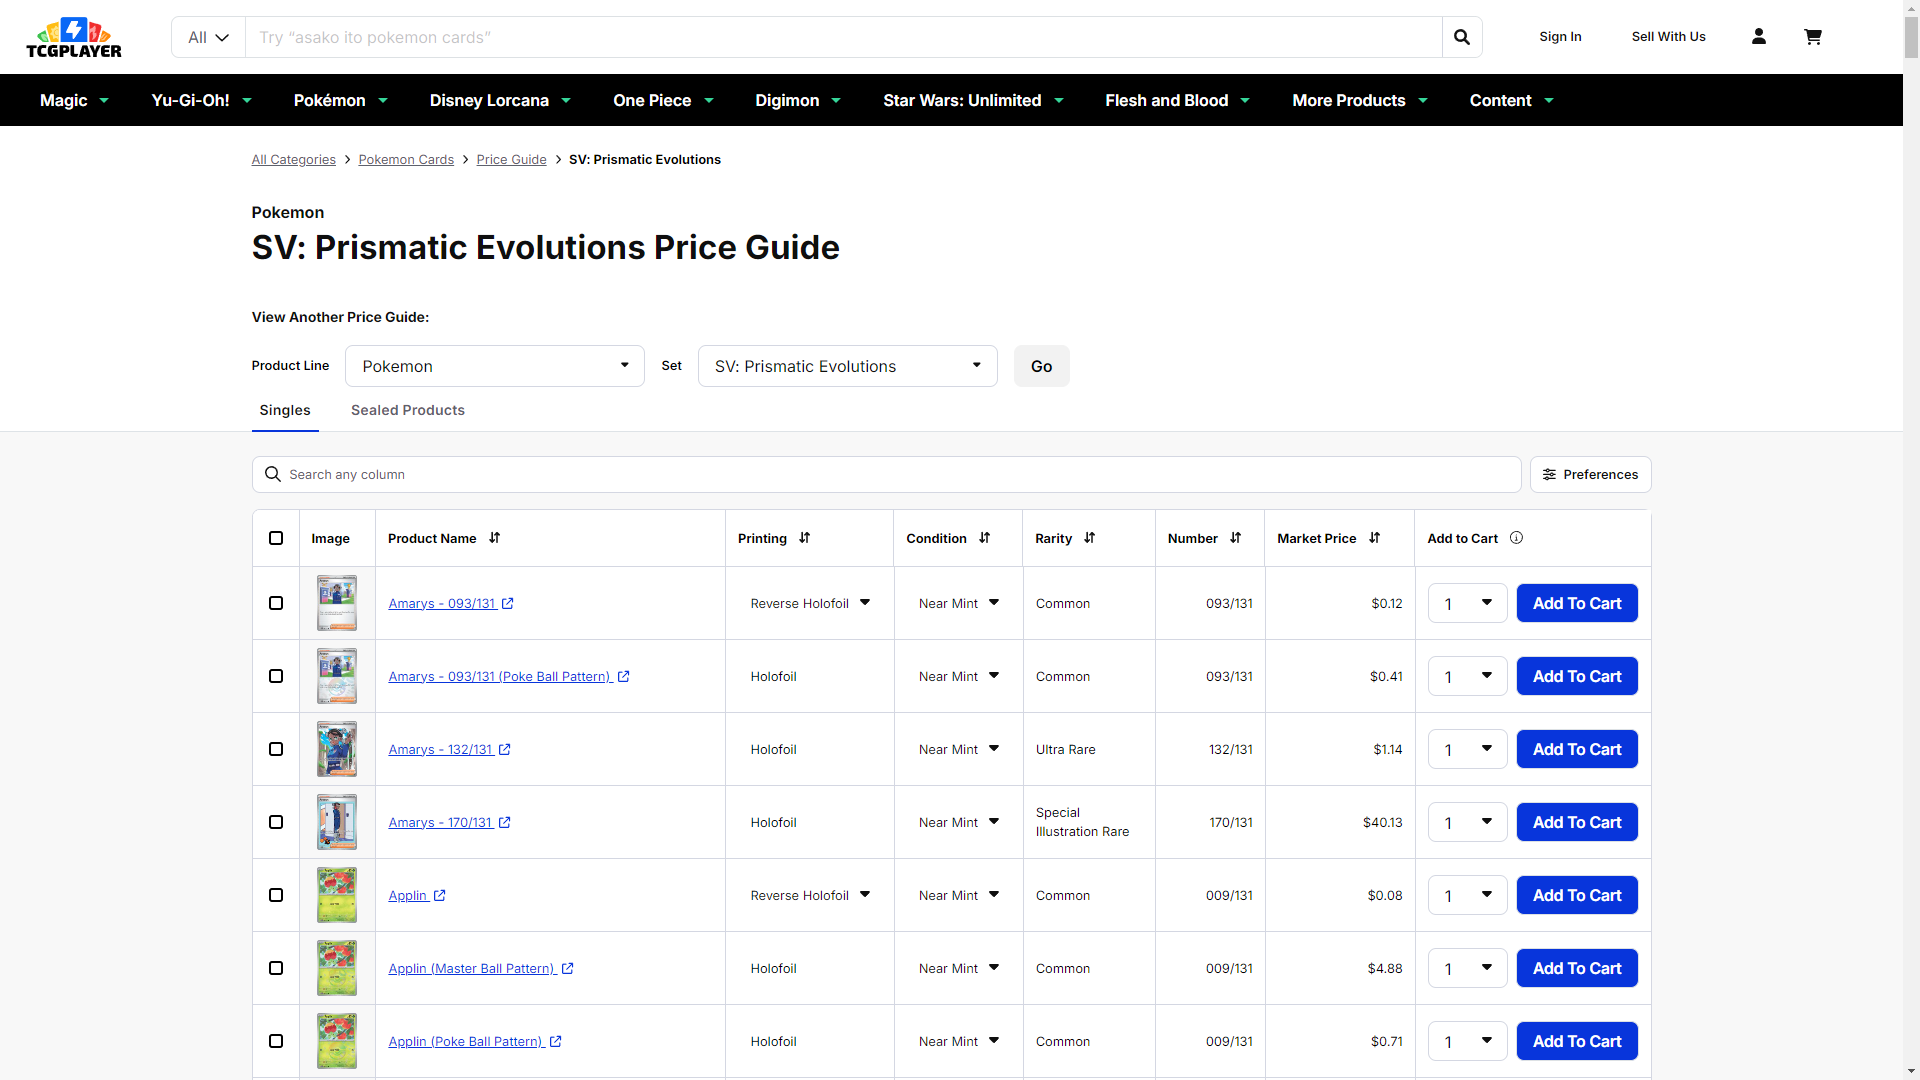 TCGPLAYER
All
Try “asako ito pokemon cards”
Sign In
Sell With Us
Magic
Yu-Gi-Oh!
Pokémon
Disney Lorcana
One Piece
Digimon
Star Wars: Unlimited
Flesh and Blood
More Products
Content
All Categories > Pokemon Cards > Price Guide > SV: Prismatic Evolutions
Pokemon
SV: Prismatic Evolutions Price Guide
View Another Price Guide:
Product Line Pokemon Set SV: Prismatic Evolutions Go
Singles Sealed Products
Search any column Preferences
Image Product Name Printing Condition Rarity Number Market Price Add to Cart
Amarys - 093/131 Reverse Holofoil Near Mint Common 093/131 $0.12 1 Add To Cart
Amarys - 093/131 (Poke Ball Pattern) Holofoil Near Mint Common 093/131 $0.41 1 Add To Cart
Amarys - 132/131 Holofoil Near Mint Ultra Rare 132/131 $1.14 1 Add To Cart
Amarys - 170/131 Holofoil Near Mint Special Illustration Rare 170/131 $40.13 1 Add To Cart
Applin Reverse Holofoil Near Mint Common 009/131 $0.08 1 Add To Cart
Applin (Master Ball Pattern) Holofoil Near Mint Common 009/131 $4.88 1 Add To Cart
Applin (Poke Ball Pattern) Holofoil Near Mint Common 009/131 $0.71 1 Add To Cart